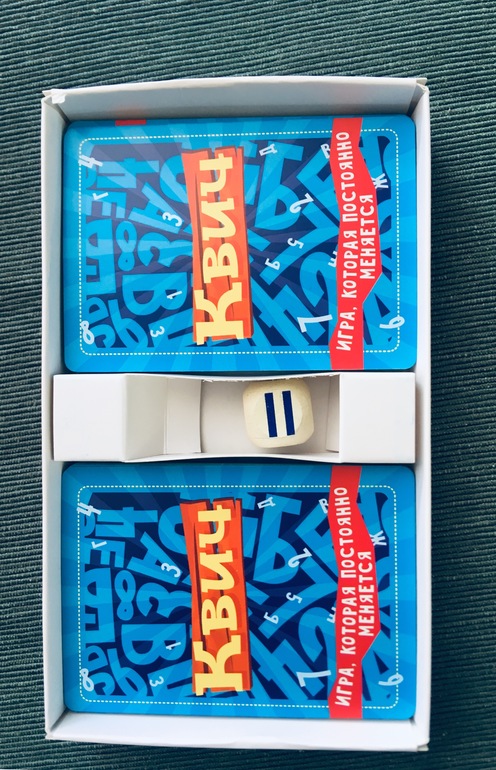 Квич
ИГРА, КОТОРАЯ ПОСТОЯННО
МЕНЯЕТСЯ
Квич
ИГРА, КОТОРАЯ ПОСТОЯННО
МЕНЯЕТСЯ